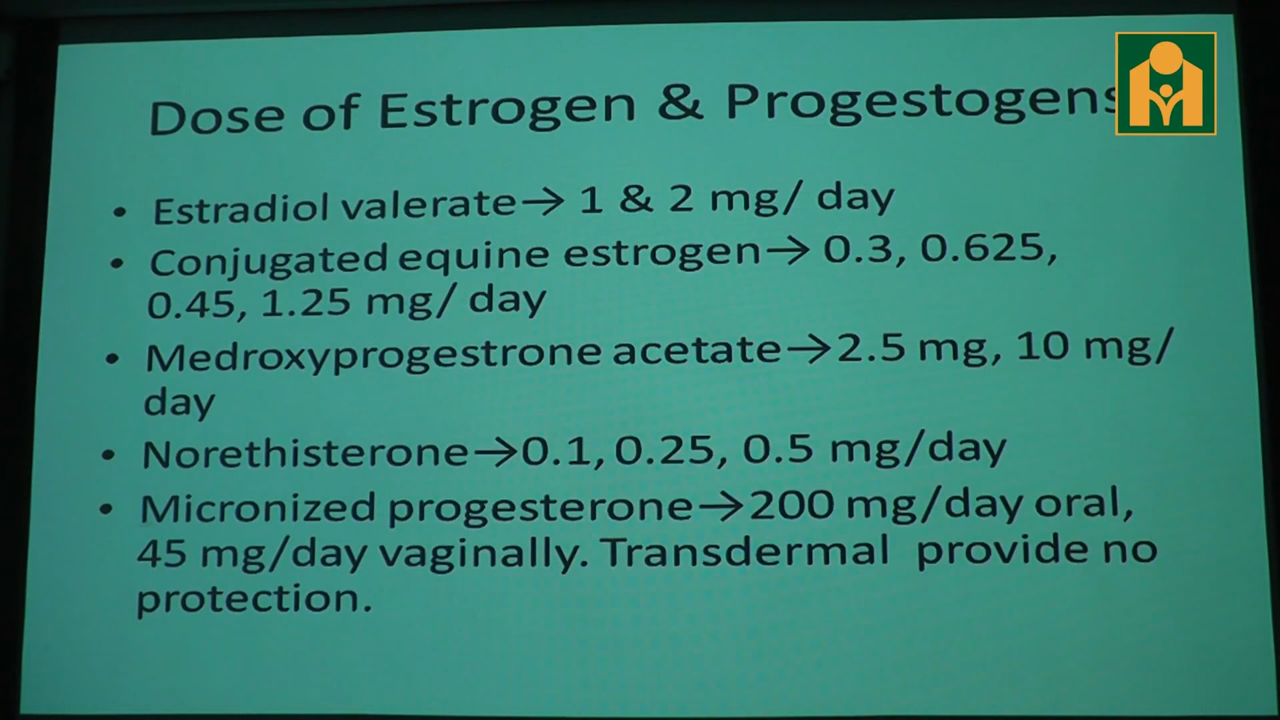 Dose of Estrogen & Progestogens
• Estradiol valerate→ 1 & 2 mg/ day
• Conjugated equine estrogen→ 0.3, 0.625,
0.45, 1.25 mg/ day
• Medroxyprogestrone acetate→2.5 mg, 10 mg/
day
• Norethisterone→0.1, 0.25, 0.5 mg/day
• Micronized progesterone→200 mg/day oral,
45 mg/day vaginally. Transdermal provide no
protection.